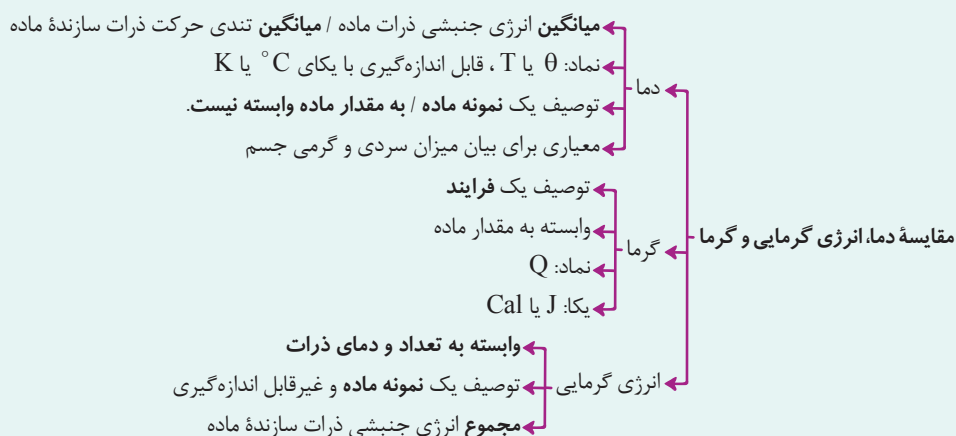 میانگین انرژی جنبشی ذرات ماده / میانگین تندی حرکت ذرات سازندهٔ ماده
نماد: θ یا T ، قابل اندازه‌گیری با یکای °C یا K
دما
توصیف یک نمونه ماده / به مقدار ماده وابسته نیست.
معیاری برای بیان میزان سردی و گرمی جسم
توصیف یک فرایند
وابسته به مقدار ماده
مقایسهٔ دما، انرژی گرمایی و گرما
گرما
نماد: Q
یکا: J یا Cal
وابسته به تعداد و دمای ذرات
انرژی گرمایی
توصیف یک نمونه ماده و غیرقابل اندازه‌گیری
مجموع انرژی جنبشی ذرات سازندهٔ ماده